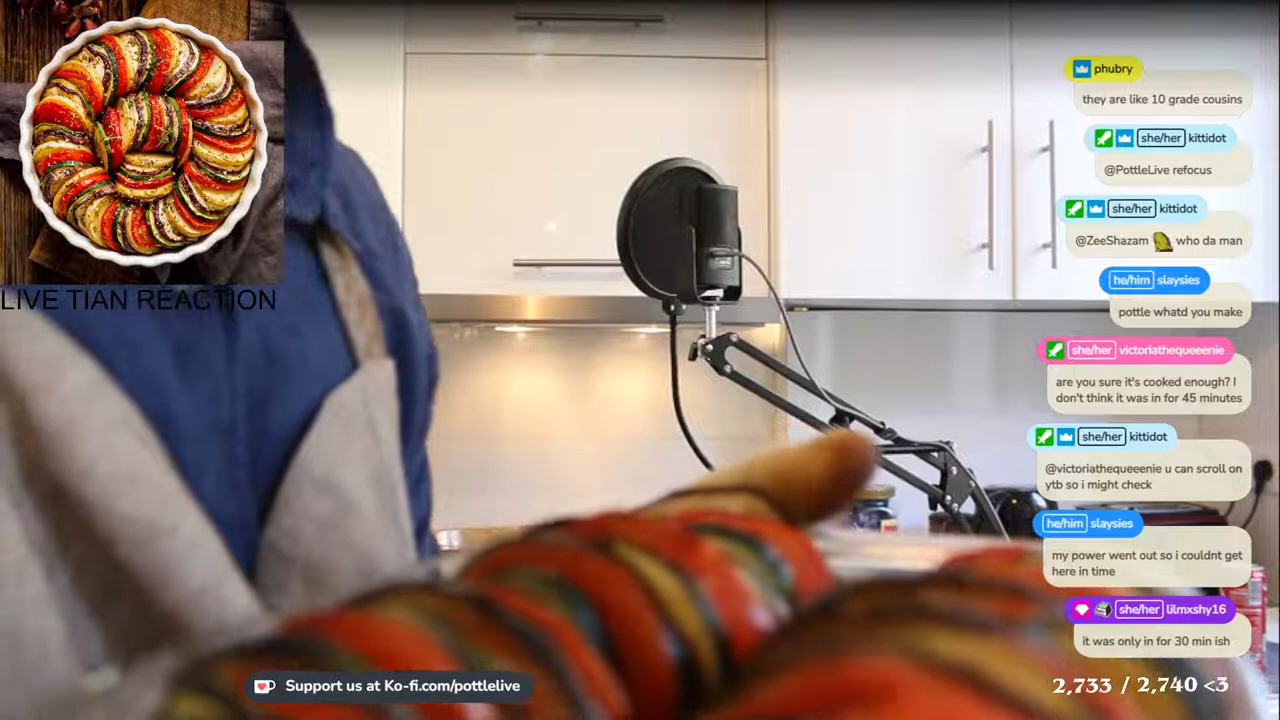 LIVE TIAN REACTION
phubry
they are like 10 grade cousins
she/her kittidot
@PottleLive refocus
she/her kittidot
@ZeeShazam who da man
he/him slaysies
pottle whatd you make
she/her victoriathequeeenie
are you sure it's cooked enough? I
don't think it was in for 45 minutes
she/her kittidot
@victoriathequeeenie u can scroll on
ytb so i might check
he/him slaysies
my power went out so i couldnt get
here in time
she/her lilmxshy16
it was only in for 30 min ish
Support us at Ko-fi.com/pottlelive
2,733 / 2,740 <3